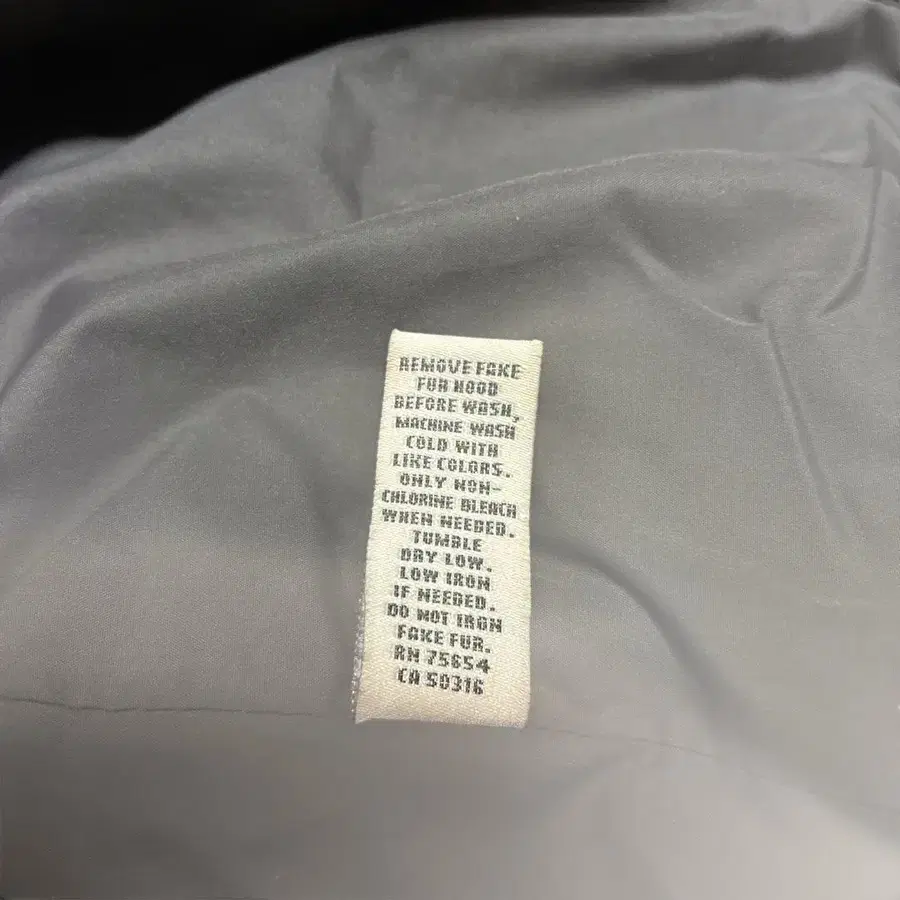 REMOVE FAKE
FUR HOOD
BEFORE WASH,
MACHINE WASH
COLD WITH
LIKE COLORS.
ONLY NON-
CHLORINE BLEACH
WHEN NEEDED.
TUMBLE
DRY LOW.
LOW IRON
IF NEEDED.
DO NOT IRON
FAKE FUR.
RN 75654
CA 50316